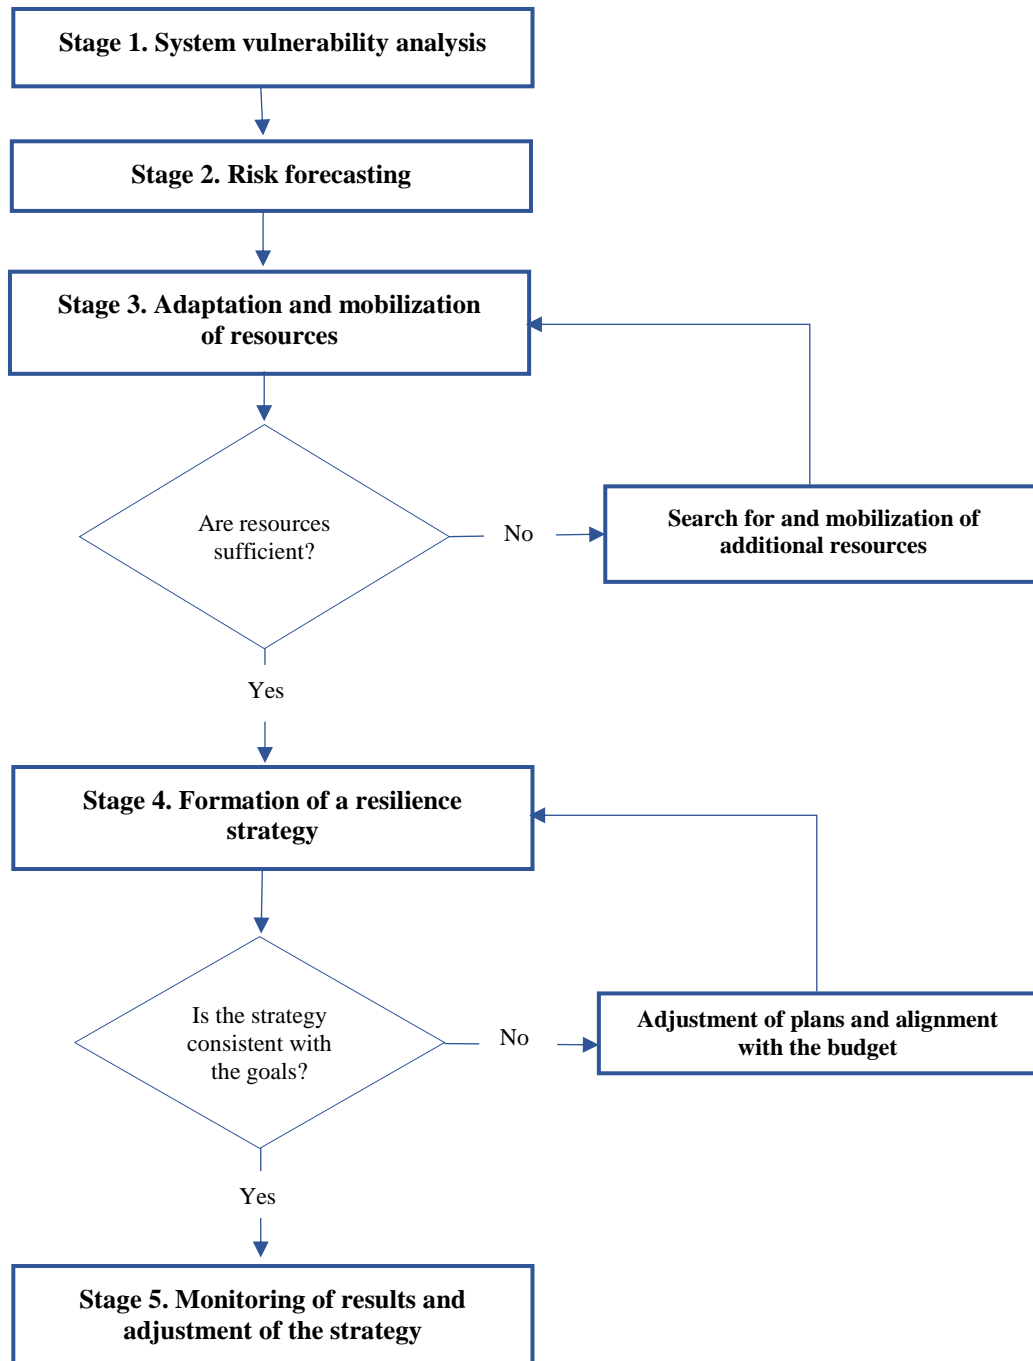 Stage 1. System vulnerability analysis
Stage 2. Risk forecasting
Stage 3. Adaptation and mobilization
of resources
Are resources
sufficient?
No
Search for and mobilization of
additional resources
Yes
Stage 4. Formation of a resilience
strategy
Is the strategy
consistent with
the goals?
No
Adjustment of plans and alignment
with the budget
Yes
Stage 5. Monitoring of results and
adjustment of the strategy